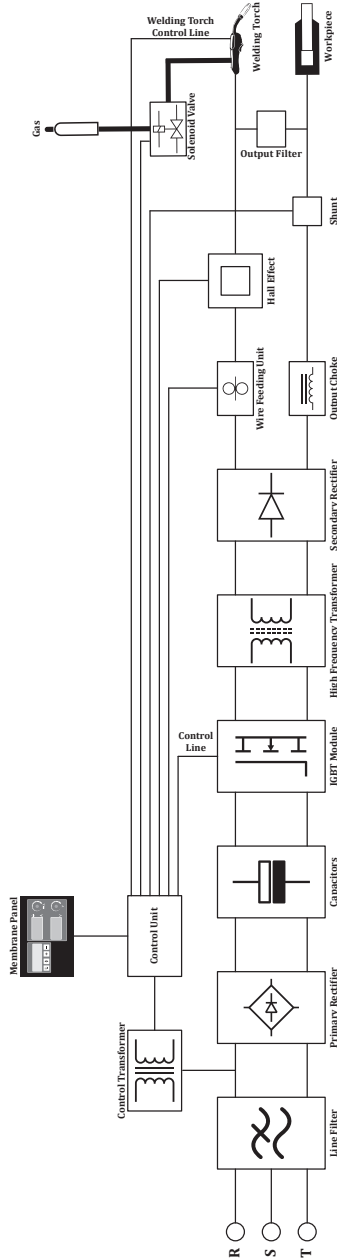 Gas
Welding Torch
Control Line
Solenoid Valve
Welding Torch
Workpiece
Output Filter
Shunt
Hall Effect
Wire Feeding Unit
Output Choke
Secondary Rectifier
High Frequency Transformer
Control
Line
IGBT Module
Membrane Panel
Control Unit
Capacitors
Control Transformer
Primary Rectifier
Line Filter
R
S
T